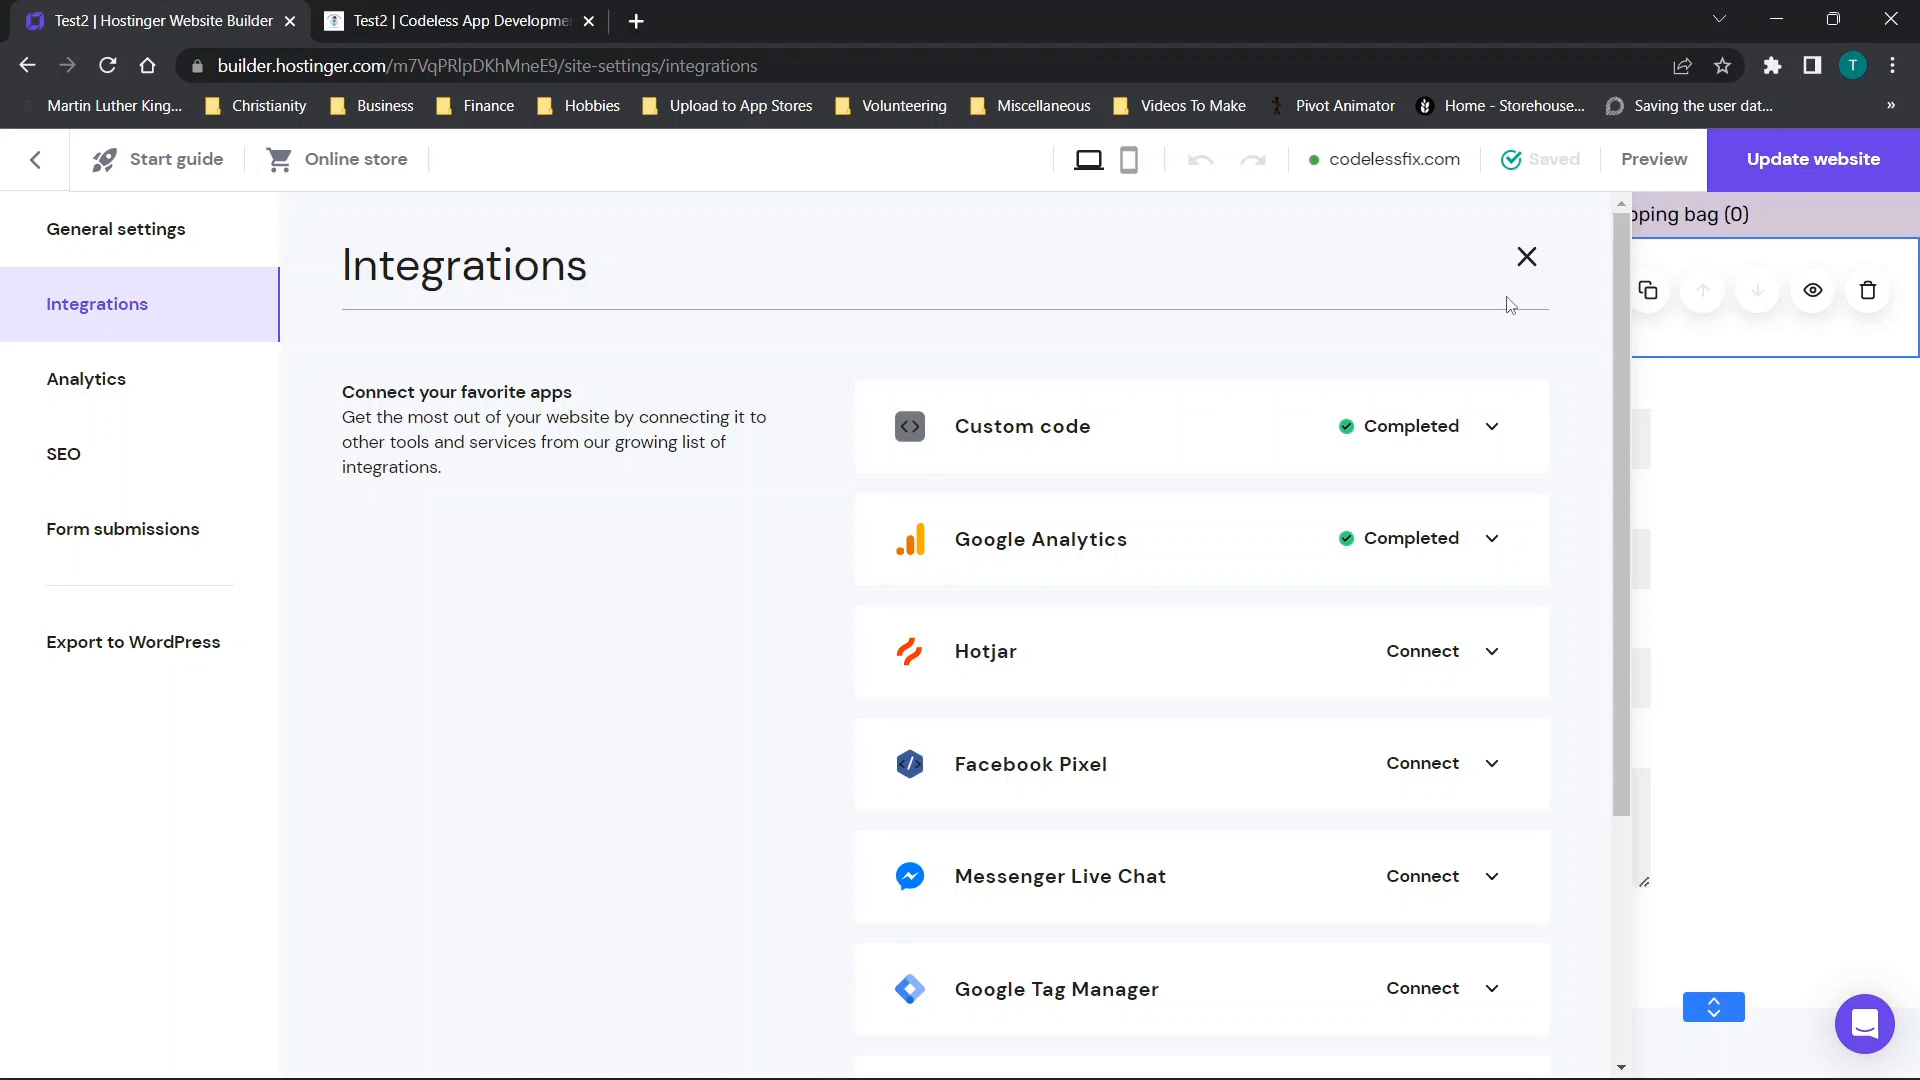 Test2 | Hostinger Website Builder
Test2 | Codeless App Developme
builder.hostinger.com/m7VqPRlpDKhMneE9/site-settings/integrations
T
Martin Luther King...
Christianity
Business
Finance
Hobbies
Upload to App Stores
Volunteering
Miscellaneous
Videos To Make
Pivot Animator
Home - Storehouse...
Saving the user dat...
»
Start guide
Online store
codelessfix.com
Saved
Preview
Update website
pping bag (0)
General settings
Integrations
Analytics
SEO
Form submissions
Export to WordPress
Integrations
Connect your favorite apps
Get the most out of your website by connecting it to
other tools and services from our growing list of
integrations.
Custom code
Completed
Google Analytics
Completed
Hotjar
Connect
Facebook Pixel
Connect
Messenger Live Chat
Connect
Google Tag Manager
Connect